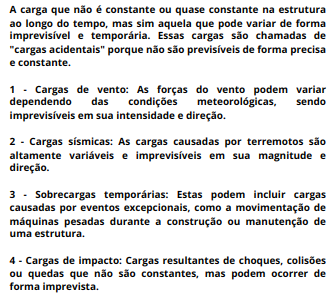 A carga que não é constante ou quase constante na estrutura
ao longo do tempo, mas sim aquela que pode variar de forma
imprevisível e temporária. Essas cargas são chamadas de
"cargas acidentais" porque não são previsíveis de forma precisa
e constante.
1 - Cargas de vento: As forças do vento podem variar
dependendo das condições meteorológicas, sendo
imprevisíveis em sua intensidade e direção.
2 - Cargas sísmicas: As cargas causadas por terremotos são
altamente variáveis e imprevisíveis em sua magnitude e
direção.
3 - Sobrecargas temporárias: Estas podem incluir cargas
causadas por eventos excepcionais, como a movimentação de
máquinas pesadas durante a construção ou manutenção de
uma estrutura.
4 - Cargas de impacto: Cargas resultantes de choques, colisões
ou quedas que não são constantes, mas podem ocorrer de
forma imprevista.